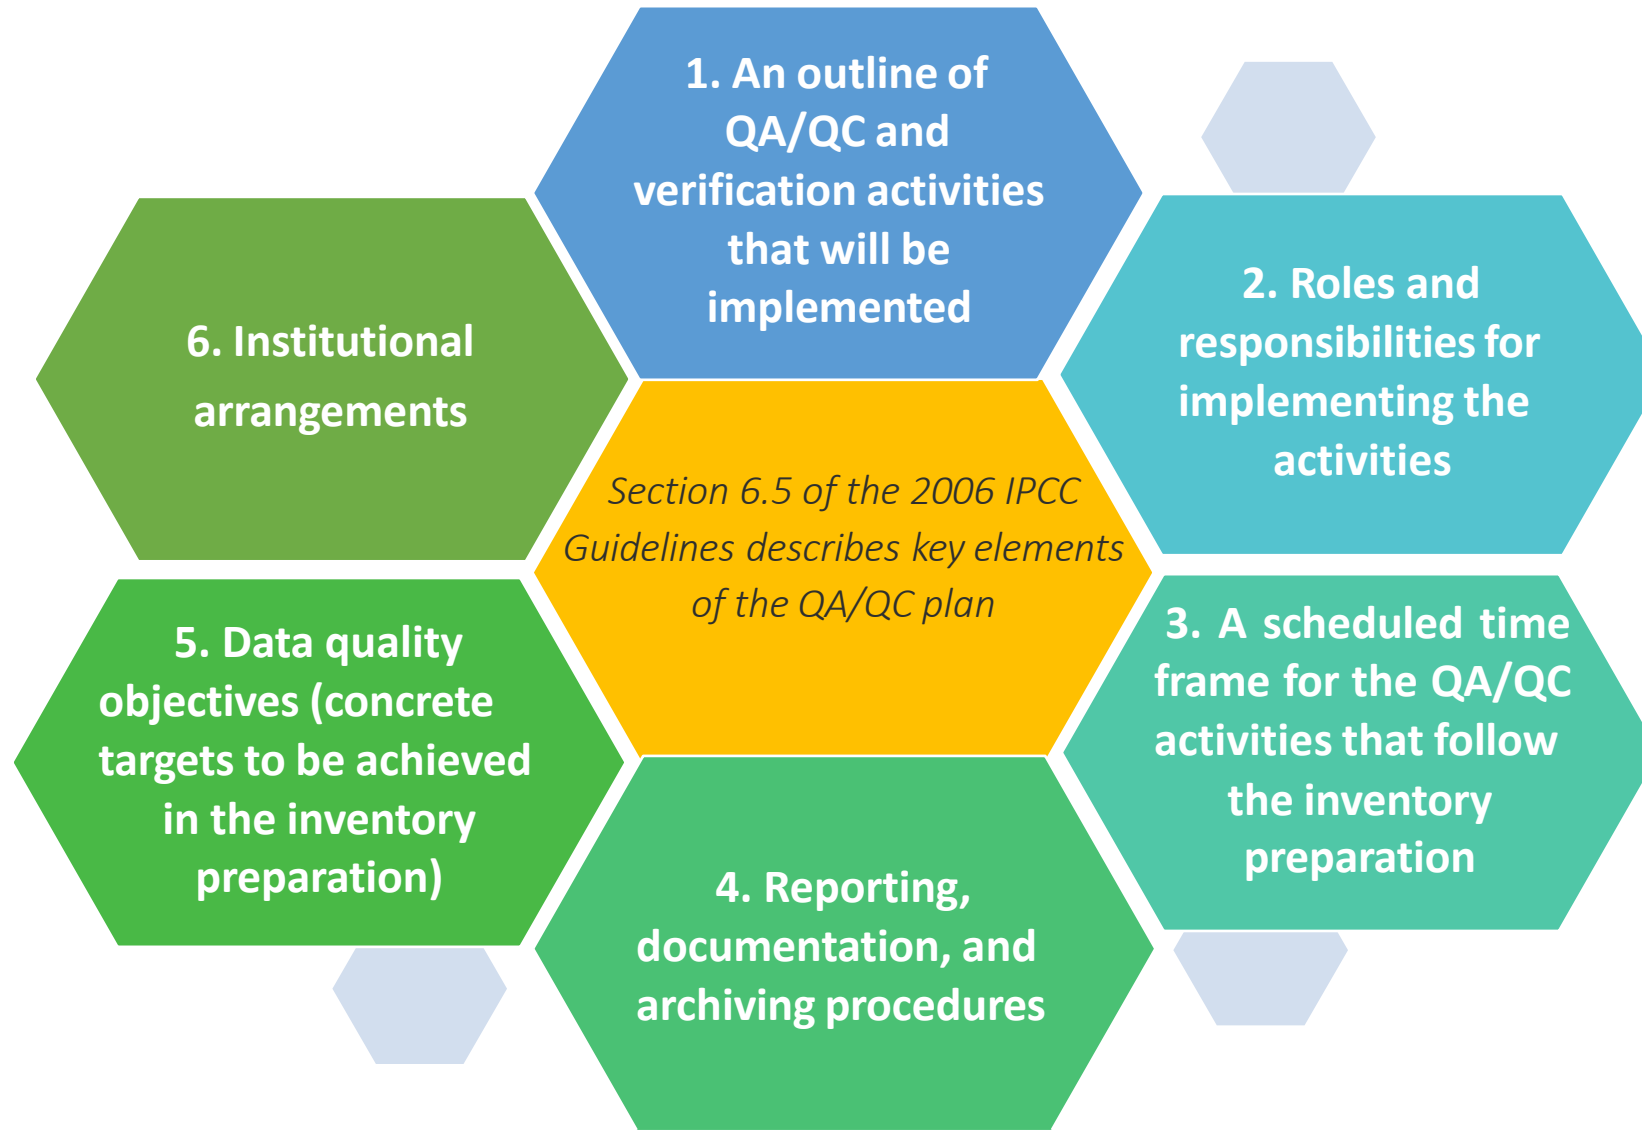 1. An outline of
QA/QC and
verification activities
that will be
implemented
2. Roles and
responsibilities for
implementing the
activities
3. A scheduled time
frame for the QA/QC
activities that follow
the inventory
preparation
4. Reporting,
documentation, and
archiving procedures
5. Data quality
objectives (concrete
targets to be achieved
in the inventory
preparation)
6. Institutional
arrangements
Section 6.5 of the 2006 IPCC
Guidelines describes key elements
of the QA/QC plan